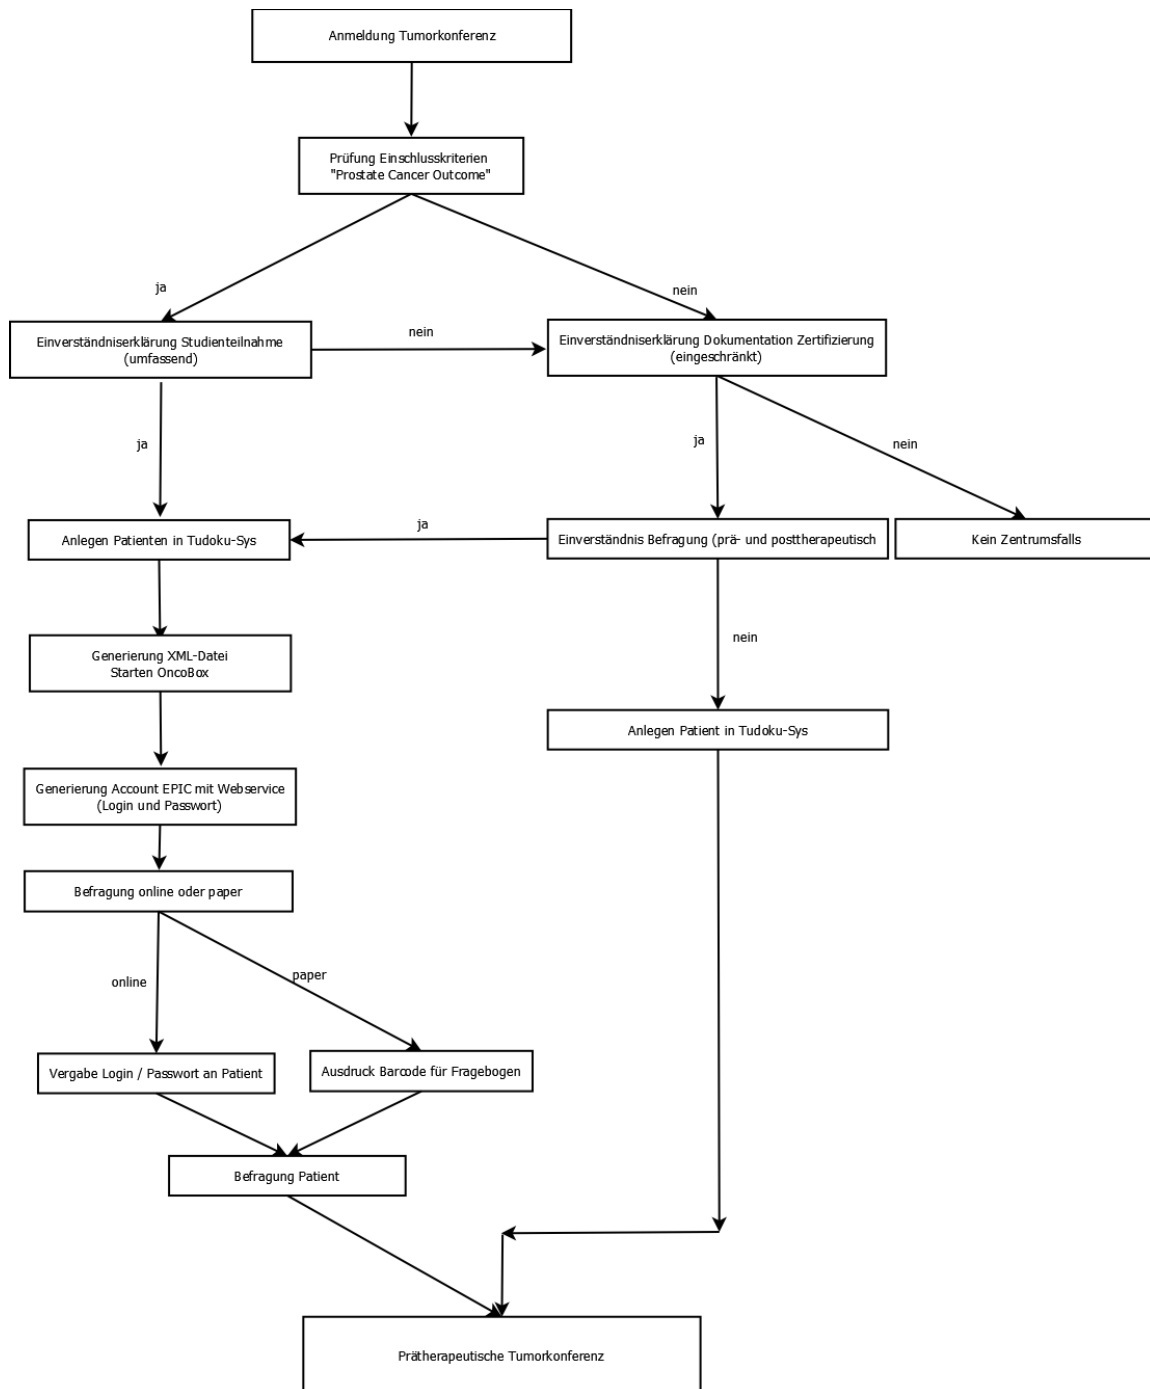 Anmeldung Tumorkonferenz
Prüfung Einschlusskriterien
"Prostate Cancer Outcome"
ja
nein
Einverständniserklärung Studienteilnahme
(umfassend)
nein
Einverständniserklärung Dokumentation Zertifizierung
(eingeschränkt)
ja
ja
nein
Anlegen Patienten in Tudoku-Sys
ja
Einverständnis Befragung (prä- und posttherapeutisch
Kein Zentrumsfalls
nein
Generierung XML-Datei
Starten OncoBox
Anlegen Patient in Tudoku-Sys
Generierung Account EPIC mit Webservice
(Login und Passwort)
Befragung online oder paper
online
paper
Vergabe Login / Passwort an Patient
Ausdruck Barcode für Fragebogen
Befragung Patient
Prätherapeutische Tumorkonferenz